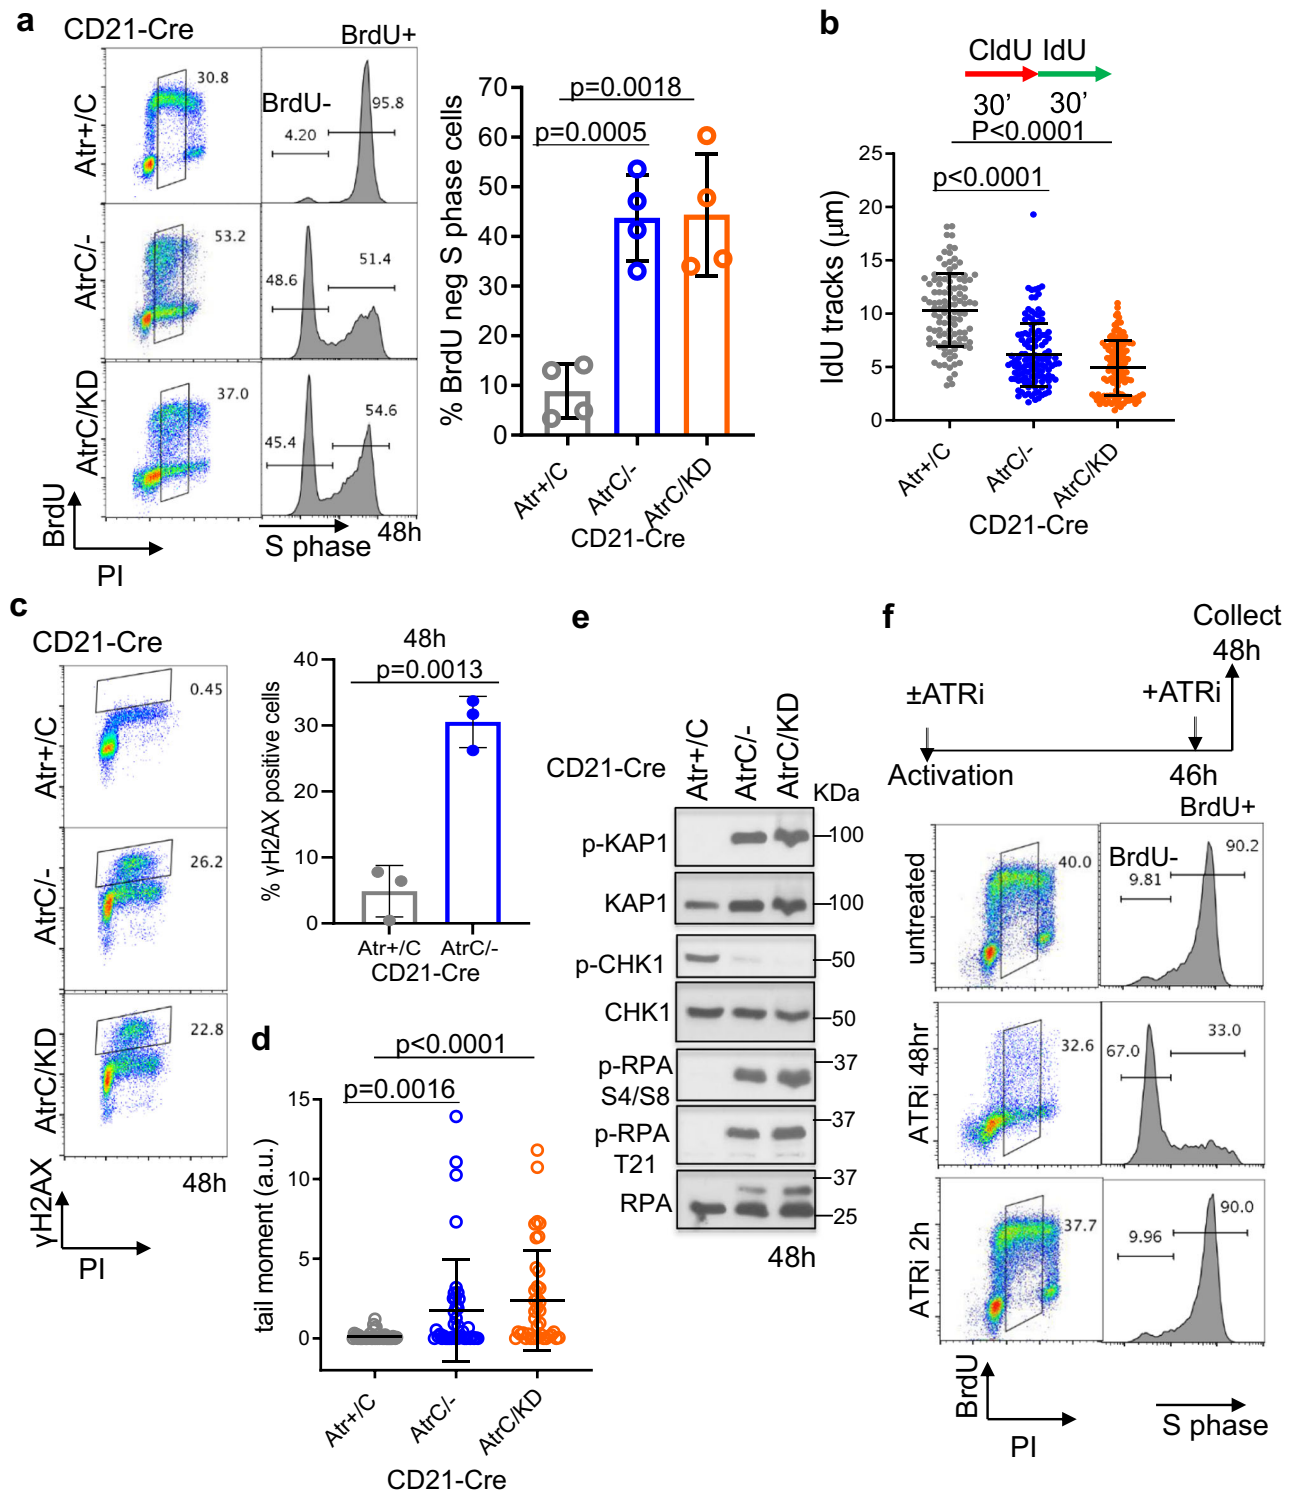 a
CD21-Cre
BrdU+
Atr+/C
30.8
BrdU-
4.20
95.8
AtrC/-
53.2
48.6
51.4
AtrC/KD
37.0
45.4
54.6
BrdU
PI
S phase
48h
% BrdU neg S phase cells
70
60
50
40
30
20
10
0
p=0.0018
p=0.0005
Atr+/C
AtrC/-
AtrC/KD
CD21-Cre
b
CldU IdU
30' 30'
P<0.0001
p<0.0001
IdU tracks (μm)
25
20
15
10
5
0
Atr+/C
AtrC/-
AtrC/KD
CD21-Cre
c
CD21-Cre
Atr+/C
0.45
AtrC/-
26.2
AtrC/KD
22.8
48h
γH2AX
PI
48h
p=0.0013
% γH2AX positive cells
40
30
20
10
0
Atr+/C AtrC/-
CD21-Cre
d
p<0.0001
p=0.0016
tail moment (a.u.)
15
10
5
0
Atr+/C
AtrC/-
AtrC/KD
CD21-Cre
e
CD21-Cre
Atr+/C
AtrC/-
AtrC/KD
KDa
p-KAP1
100
KAP1
100
p-CHK1
50
CHK1
50
p-RPA
S4/S8
37
p-RPA
T21
37
RPA
37
25
48h
f
Collect
48h
±ATRi
+ATRi
Activation
46h
BrdU+
untreated
40.0
BrdU-
9.81
90.2
ATRi 48hr
32.6
67.0
33.0
ATRi 2h
37.7
9.96
90.0
BrdU
PI
S phase